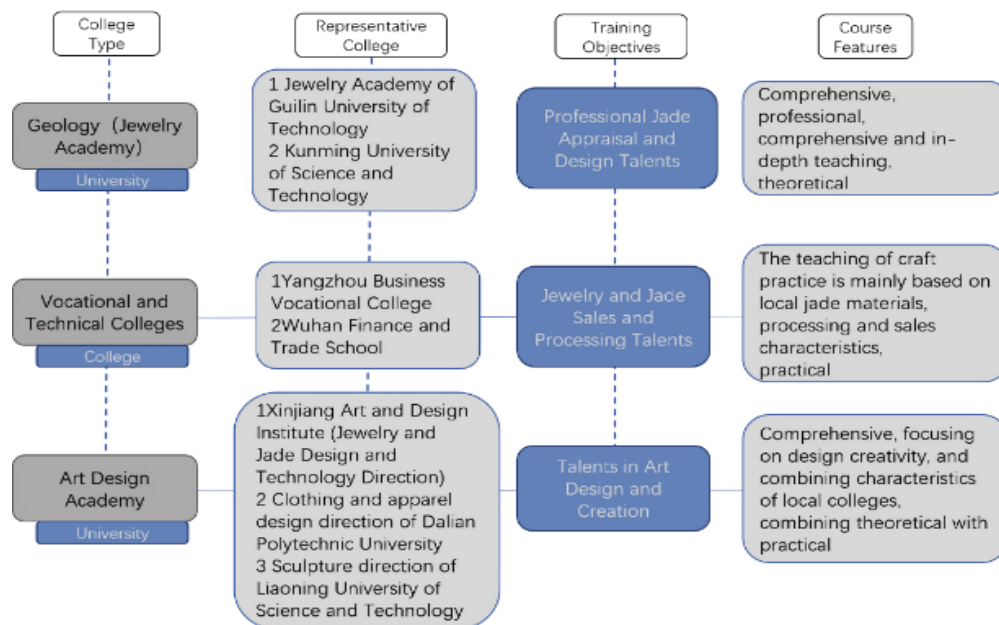 College
Type
Representative
College
Training
Objectives
Course
Features
Geology（Jewelry
Academy）
University
1 Jewelry Academy of
Guilin University of
Technology
2 Kunming University
of Science and
Technology
Professional Jade
Appraisal and
Design Talents
Comprehensive,
professional,
comprehensive and in-
depth teaching,
theoretical
Vocational and
Technical Colleges
College
1Yangzhou Business
Vocational College
2Wuhan Finance and
Trade School
Jewelry and Jade
Sales and
Processing Talents
The teaching of craft
practice is mainly based on
local jade materials,
processing and sales
characteristics,
practical
Art Design
Academy
University
1Xinjiang Art and Design
Institute (Jewelry and
Jade Design and
Technology Direction)
2 Clothing and apparel
design direction of Dalian
Polytechnic University
3 Sculpture direction of
Liaoning University of
Science and Technology
Talents in Art
Design and
Creation
Comprehensive, focusing
on design creativity, and
combining characteristics
of local colleges,
combining theoretical with
practical